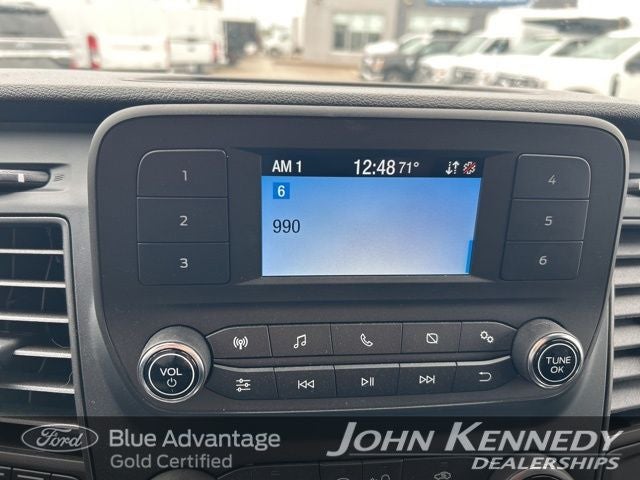 AM 1 12:48 71°
6
990
1
2
3
4
5
6
VOL
TUNE
OK
Ford
Blue Advantage
Gold Certified
JOHN KENNEDY
DEALERSHIPS